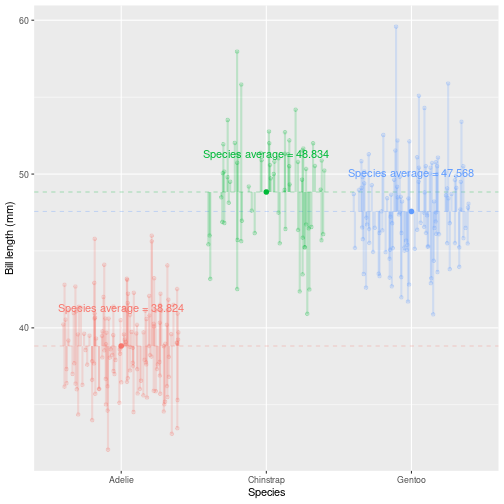 60
Species average = 48.834
Species average = 47.568
50
Species average = 38.824
40
Bill length (mm)
Adelie
Chinstrap
Gentoo
Species